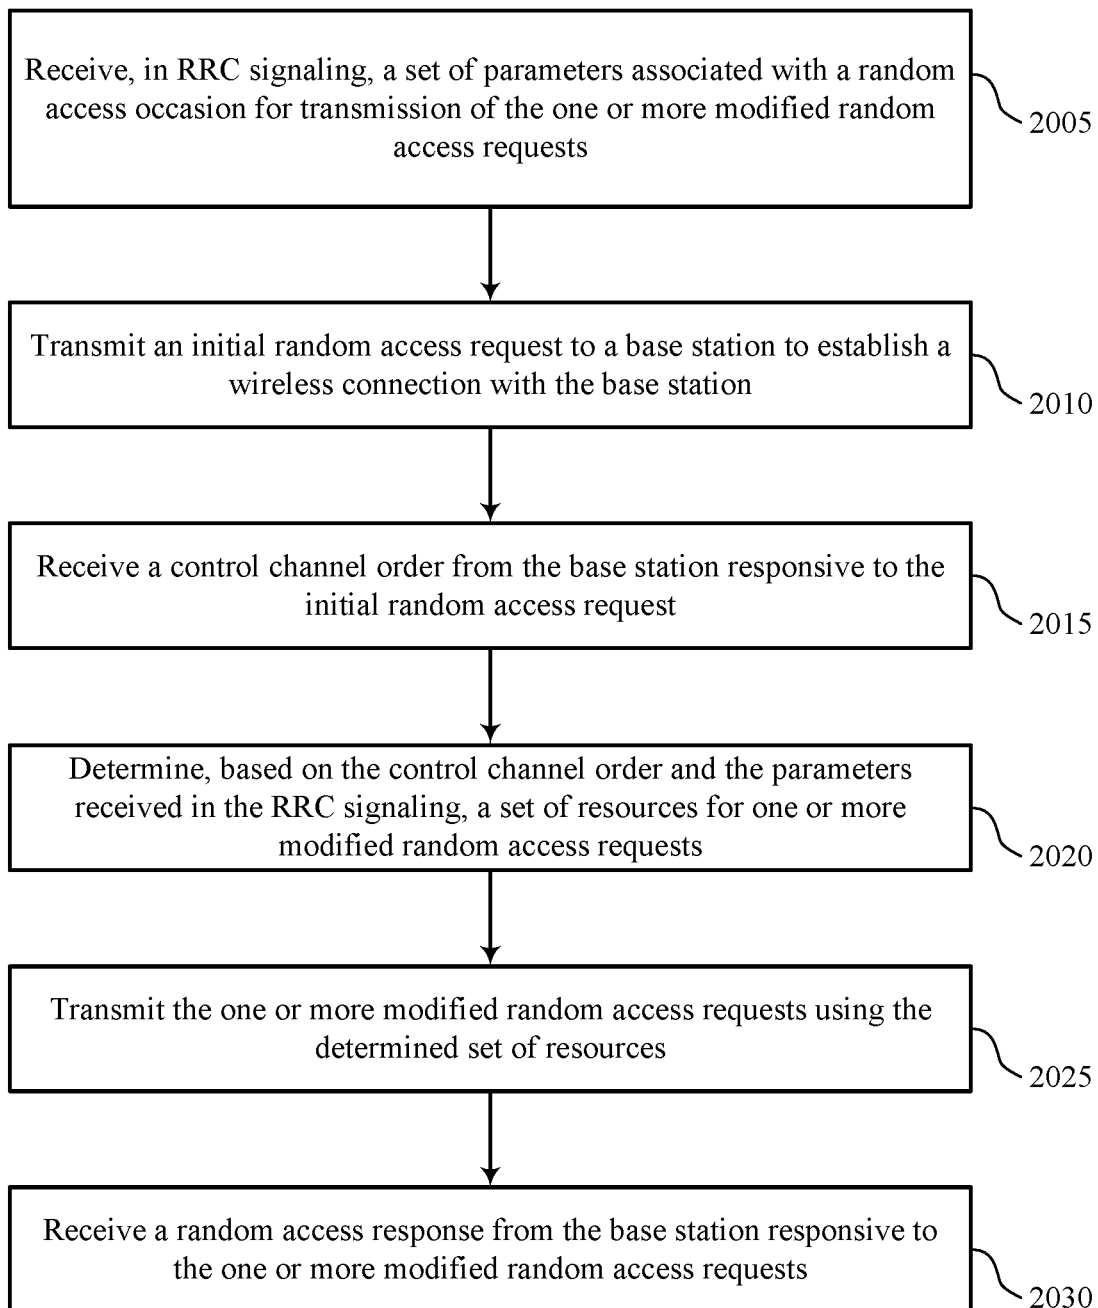 Receive, in RRC signaling, a set of parameters associated with a random
access occasion for transmission of the one or more modified random
access requests
2005
Transmit an initial random access request to a base station to establish a
wireless connection with the base station
2010
Receive a control channel order from the base station responsive to the
initial random access request
2015
Determine, based on the control channel order and the parameters
received in the RRC signaling, a set of resources for one or more
modified random access requests
2020
Transmit the one or more modified random access requests using the
determined set of resources
2025
Receive a random access response from the base station responsive to
the one or more modified random access requests
2030